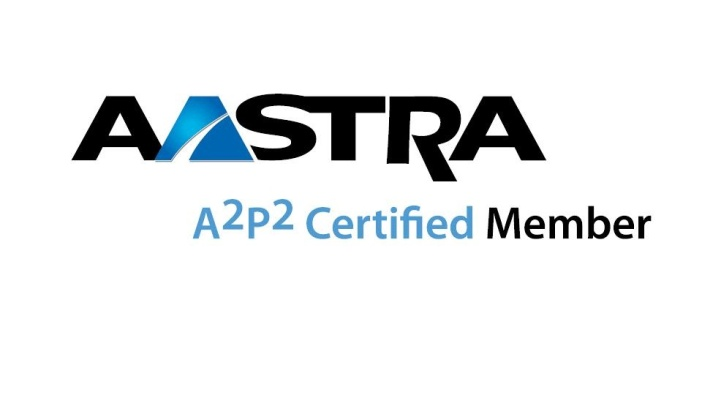 AASTRA
A²P² Certified Member